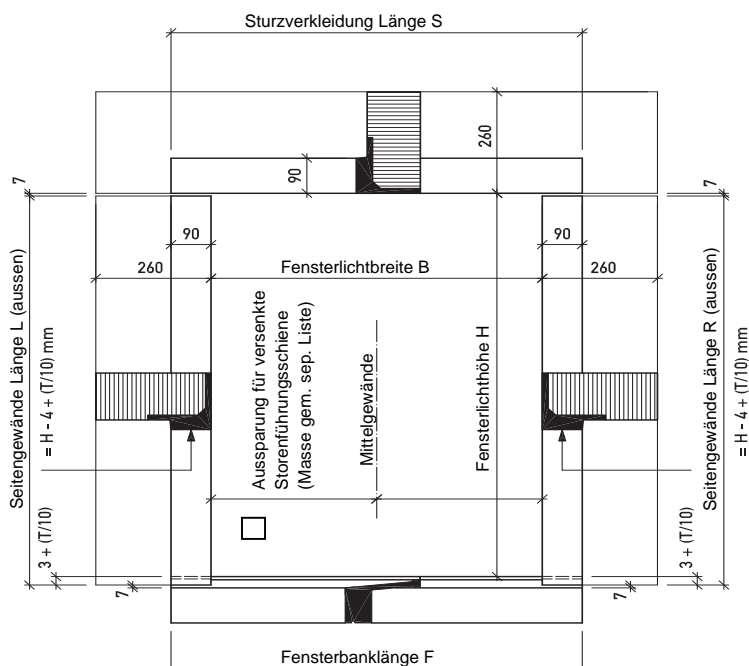 Sturzverkleidung Länge S
260
90
7
7
90
90
260
Fensterlichtbreite B
260
Seitengewände Länge L (aussen)
= H - 4 + (T/10) mm
Aussparung für versenkte
Storenführungsschiene
(Masse gem. sep. Liste)
Mittelgewände
Fensterlichthöhe H
Seitengewände Länge R (aussen)
= H - 4 + (T/10) mm
3 + (T/10)
3 + (T/10)
7
7
Fensterbanklänge F